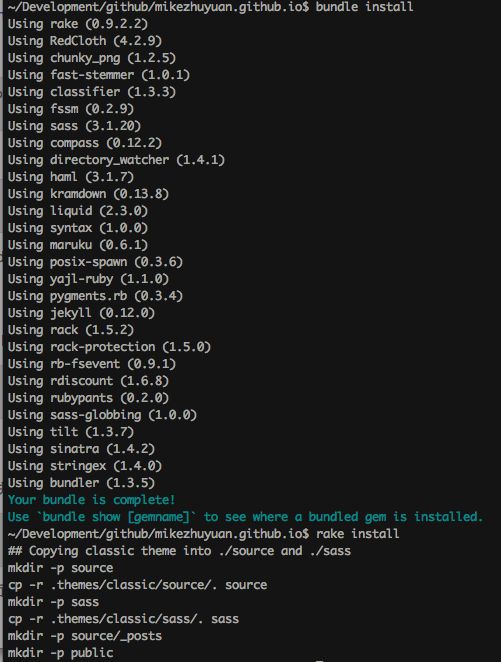 ~/Development/github/mikezhuyuan.github.io$ bundle install
Using rake (0.9.2.2)
Using RedCloth (4.2.9)
Using chunky_png (1.2.5)
Using fast-stemmer (1.0.1)
Using classifier (1.3.3)
Using fssm (0.2.9)
Using sass (3.1.20)
Using compass (0.12.2)
Using directory_watcher (1.4.1)
Using haml (3.1.7)
Using kramdown (0.13.8)
Using liquid (2.3.0)
Using syntax (1.0.0)
Using maruku (0.6.1)
Using posix-spawn (0.3.6)
Using yajl-ruby (1.1.0)
Using pygments.rb (0.3.4)
Using jekyll (0.12.0)
Using rack (1.5.2)
Using rack-protection (1.5.0)
Using rb-fsevent (0.9.1)
Using rdiscount (1.6.8)
Using rubypants (0.2.0)
Using sass-globbing (1.0.0)
Using tilt (1.3.7)
Using sinatra (1.4.2)
Using stringex (1.4.0)
Using bundler (1.3.5)
Your bundle is complete!
Use `bundle show [gemname]` to see where a bundled gem is installed.
~/Development/github/mikezhuyuan.github.io$ rake install
## Copying classic theme into ./source and ./sass
mkdir -p source
cp -r .themes/classic/source/. source
mkdir -p sass
cp -r .themes/classic/sass/. sass
mkdir -p source/_posts
mkdir -p public